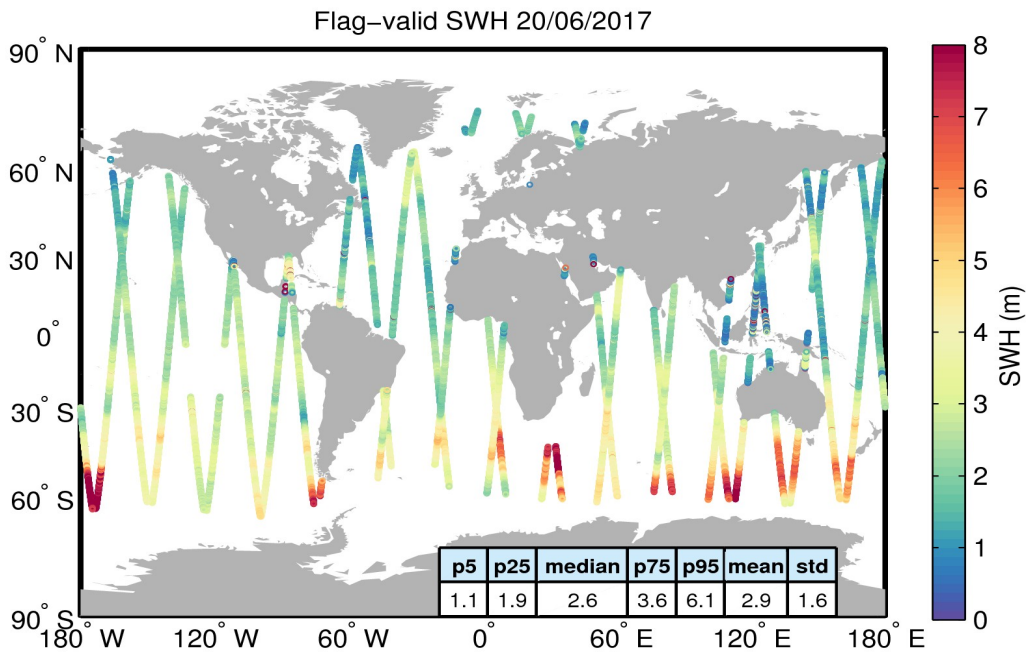 Flag−valid SWH 20/06/2017
90° N
60° N
30° N
0°
30° S
60° S
90° S
180° W
120° W
60° W
0°
60° E
120° E
180° E
p5 p25 median p75 p95 mean std
1.1 1.9 2.6 3.6 6.1 2.9 1.6
8
7
6
5
4
3
2
1
0
SWH (m)